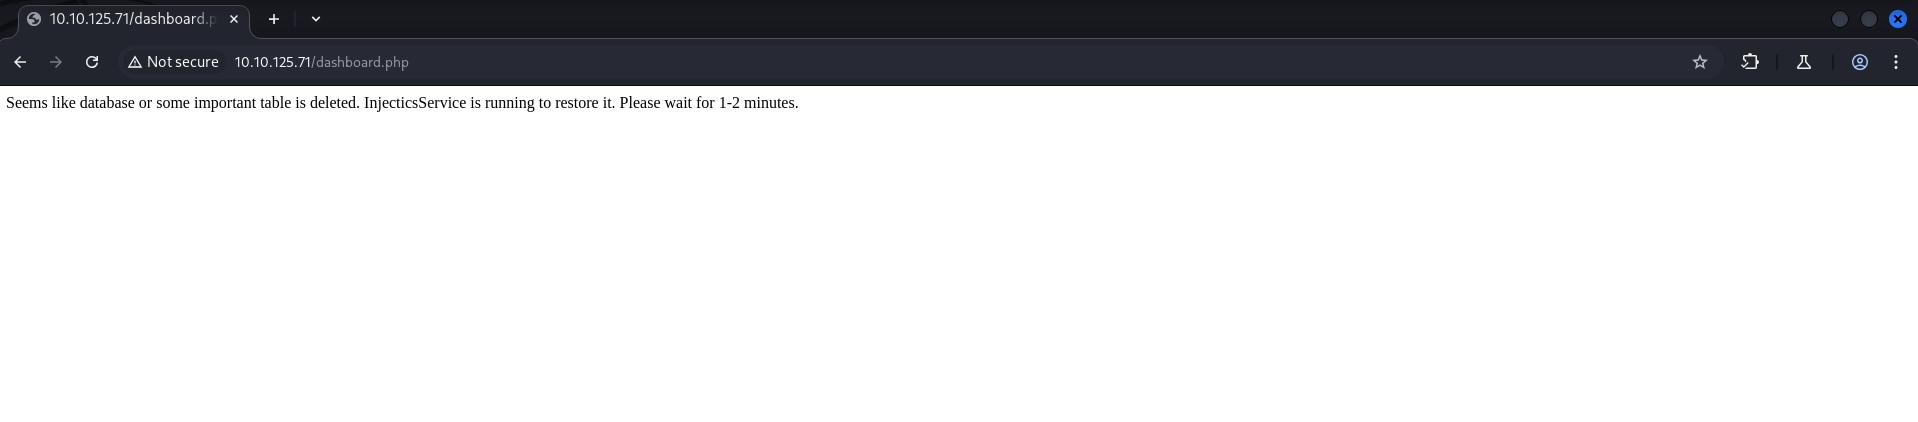 10.10.125.71/dashboard.p
Not secure 10.10.125.71/dashboard.php
Seems like database or some important table is deleted. InjecticsService is running to restore it. Please wait for 1-2 minutes.